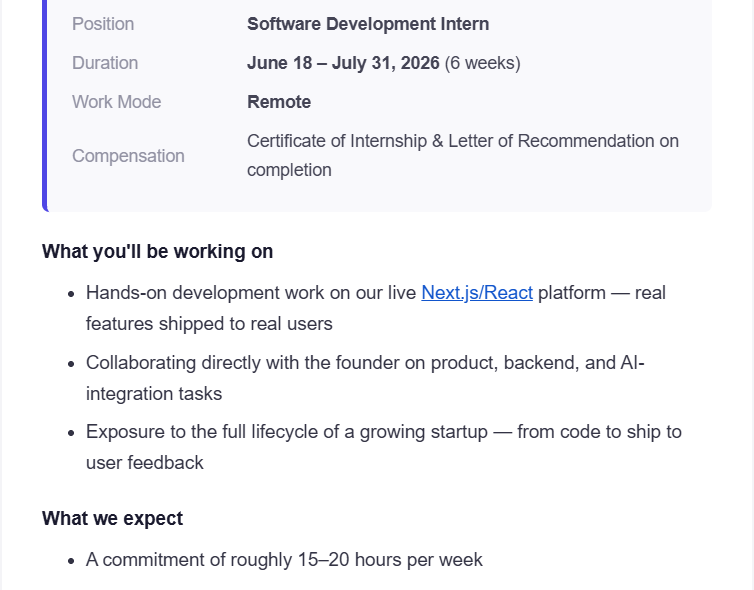 Position Software Development Intern
Duration June 18 – July 31, 2026 (6 weeks)
Work Mode Remote
Compensation Certificate of Internship & Letter of Recommendation on
completion
What you'll be working on
• Hands-on development work on our live Next.js/React platform — real
features shipped to real users
• Collaborating directly with the founder on product, backend, and AI-
integration tasks
• Exposure to the full lifecycle of a growing startup — from code to ship to
user feedback
What we expect
• A commitment of roughly 15–20 hours per week